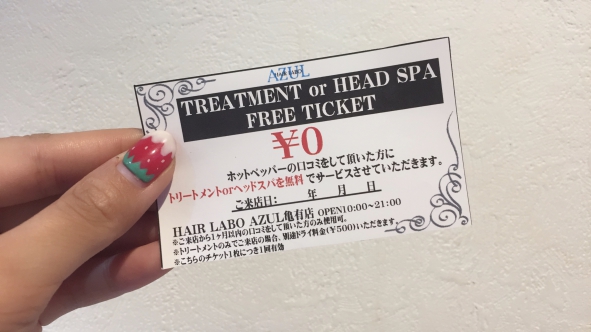 HAIR LABO
AZUL
TREATMENT or HEAD SPA
FREE TICKET
¥0
ホットペッパーの口コミをして頂いた方に
トリートメントorヘッドスパを無料でサービスさせていただきます。
ご来店日: 年 月 日
HAIR LABO AZUL亀有店 OPEN10:00~21:00
※ご来店から1ヶ月以内の口コミをして頂いた方のみ使用可。
※トリートメントのみでご来店の場合、別途ドライ料金(¥500)いただきます。
※こちらのチケット1枚につき1回有効